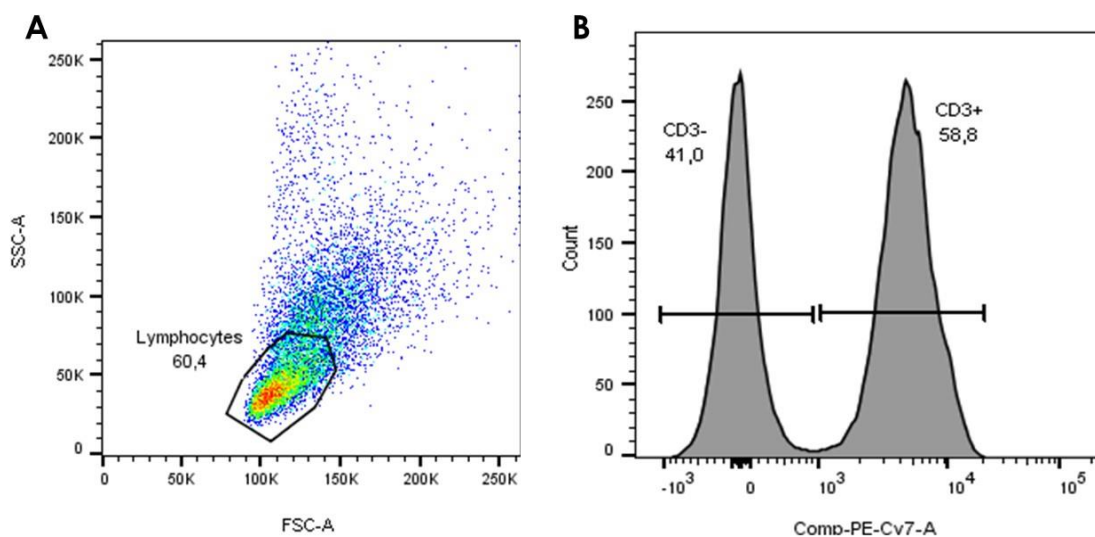 A
250K
200K
150K
100K
50K
0
SSC-A
Lymphocytes
60,4
0
50K
100K
150K
200K
250K
FSC-A
B
250
200
150
100
50
0
Count
CD3-
41,0
CD3+
58,8
-10³
0
10³
10⁴
10⁵
Comp-PE-Cy7-A